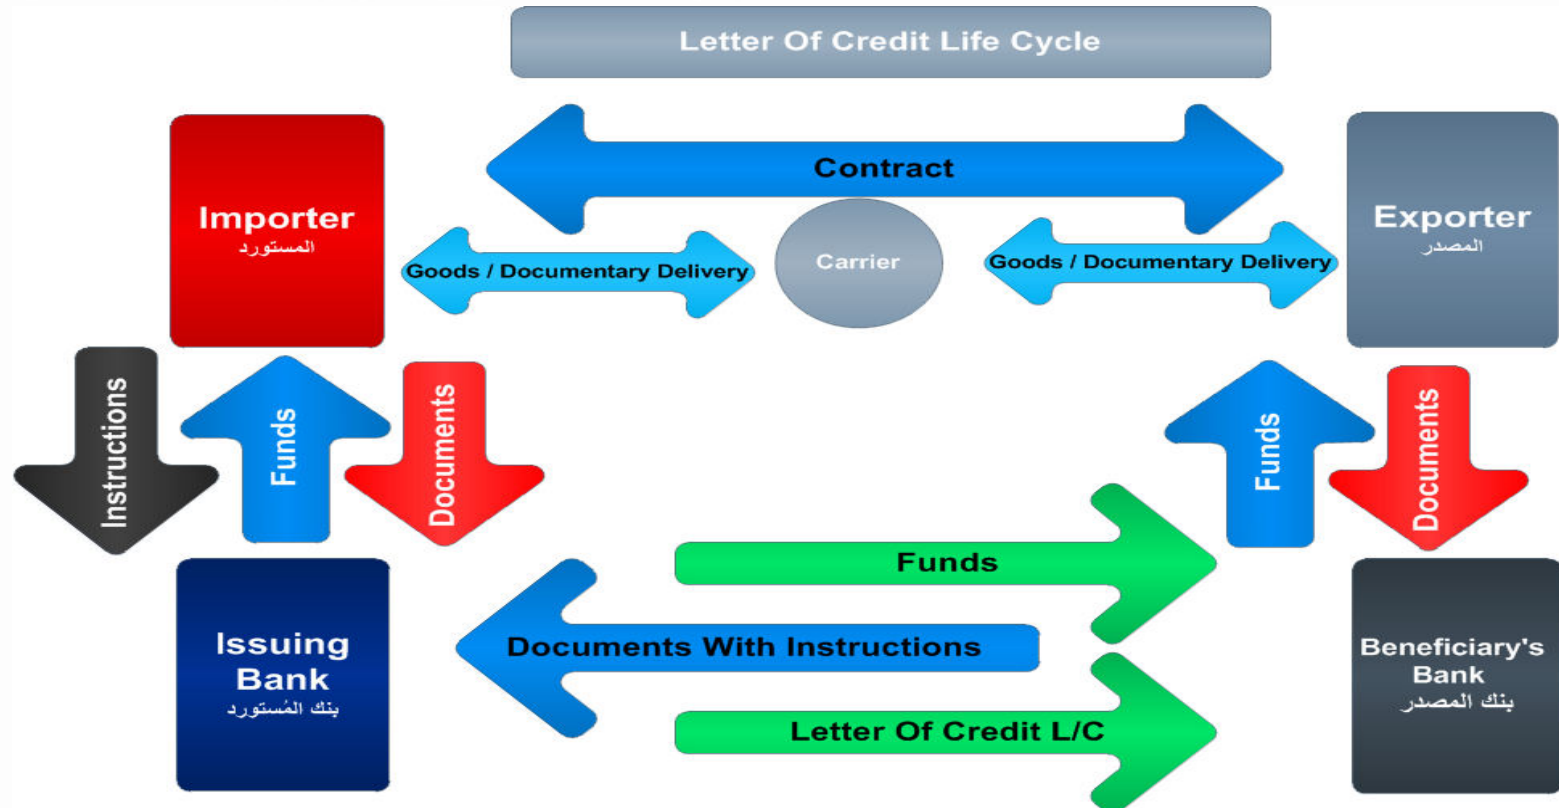 Letter Of Credit Life Cycle
Contract
Importer
المستورد
Goods / Documentary Delivery
Carrier
Goods / Documentary Delivery
Exporter
المصدر
Instructions
Funds
Documents
Funds
Documents
Funds
Documents With Instructions
Letter Of Credit L/C
Issuing
Bank
بنك المُستورد
Beneficiary's
Bank
بنك المصدر